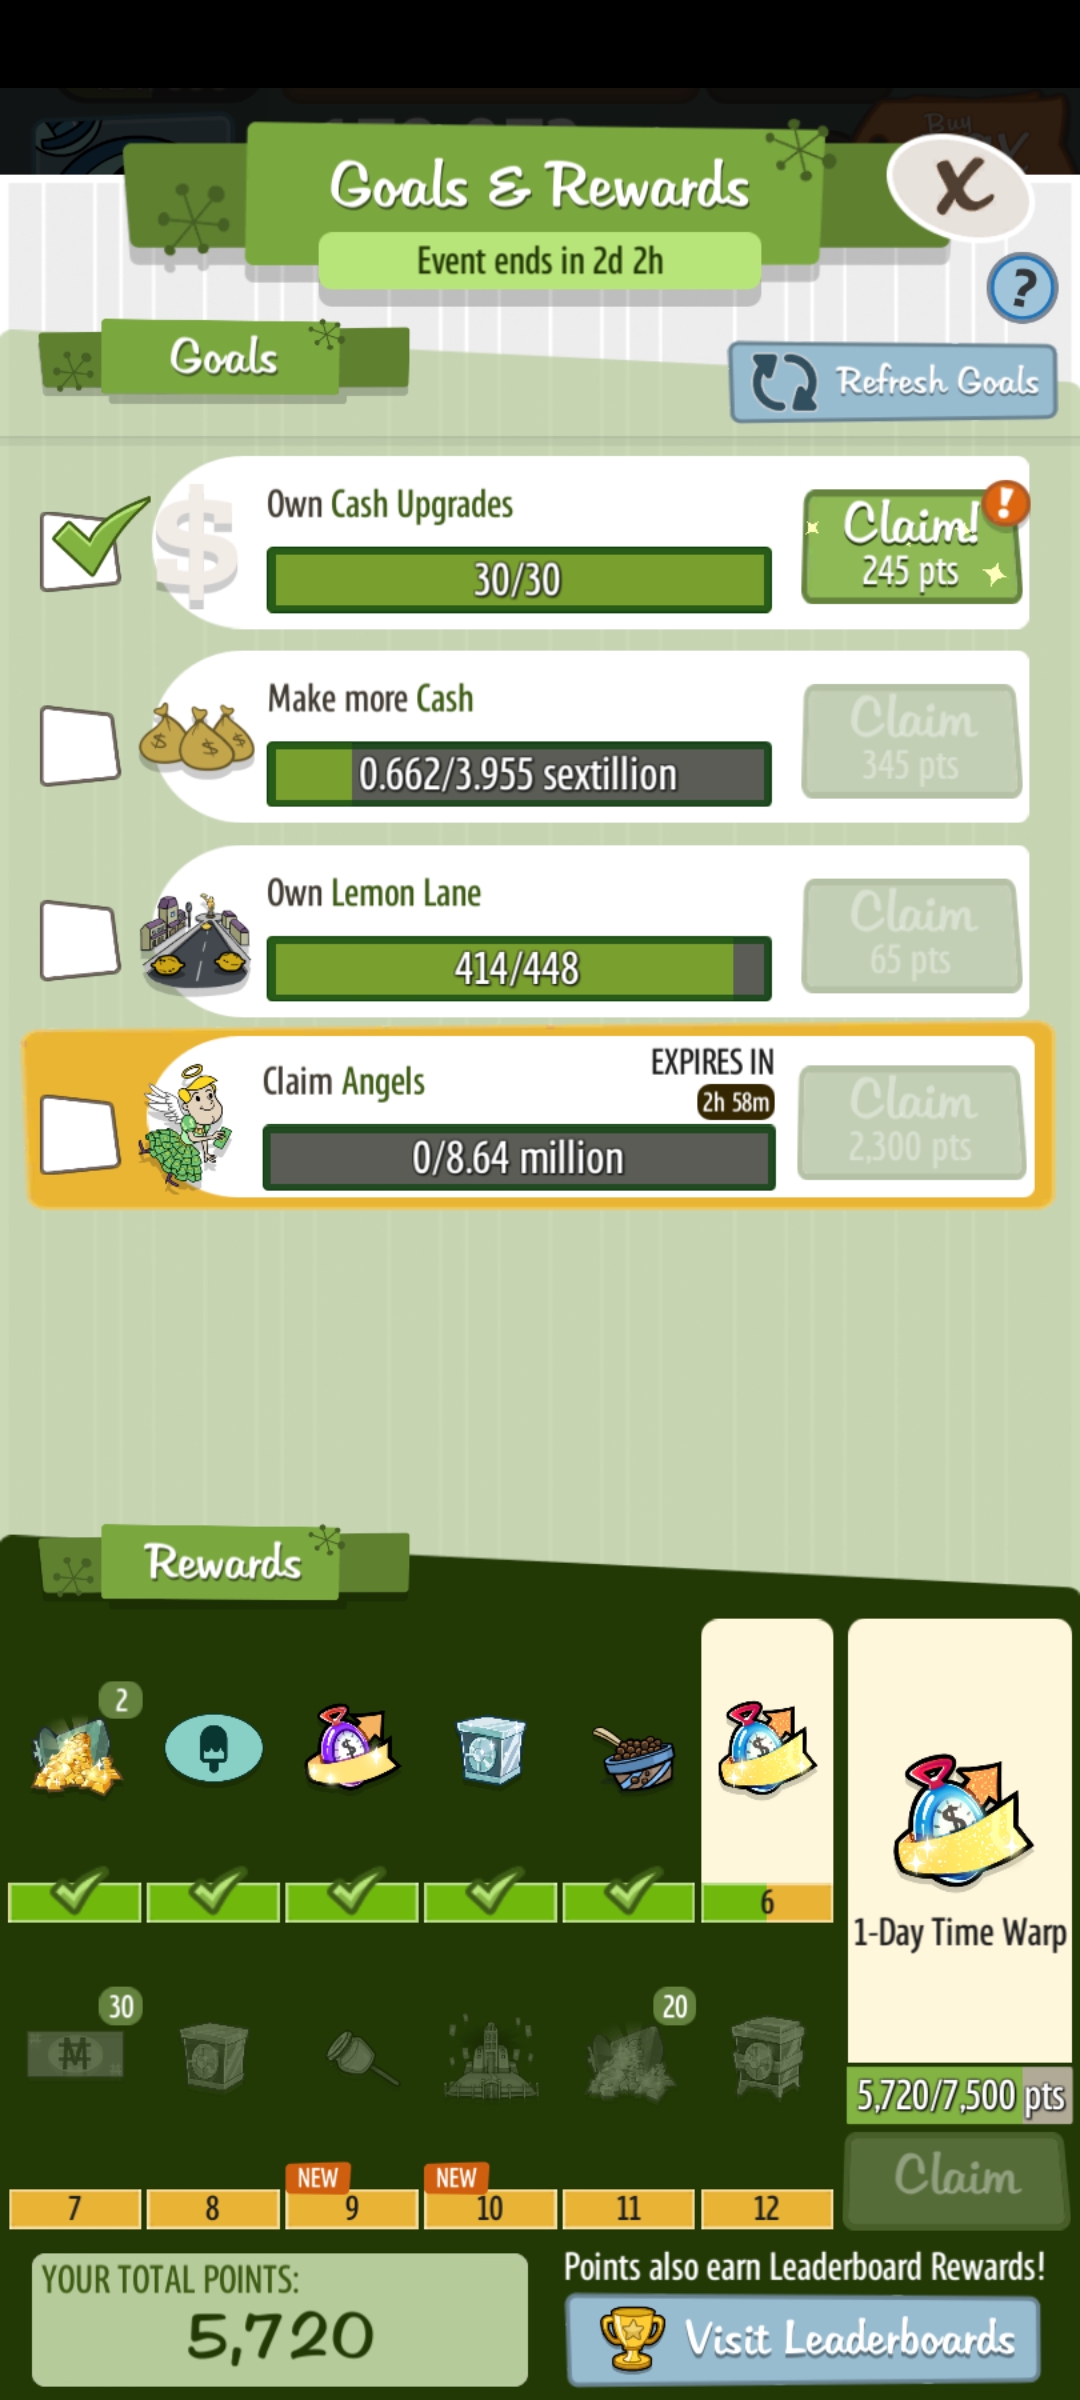 Buy
Goals & Rewards
X
Event ends in 2d 2h
?
Goals
Refresh Goals
Own Cash Upgrades
30/30
Claim!
!
245 pts
Make more Cash
0.662/3.955 sextillion
Claim
345 pts
Own Lemon Lane
414/448
Claim
65 pts
Claim Angels
EXPIRES IN
2h 58m
0/8.64 million
Claim
2,300 pts
Rewards
2
6
1-Day Time Warp
30
20
5,720/7,500 pts
NEW
NEW
7
8
9
10
11
12
Claim
YOUR TOTAL POINTS:
5,720
Points also earn Leaderboard Rewards!
Visit Leaderboards